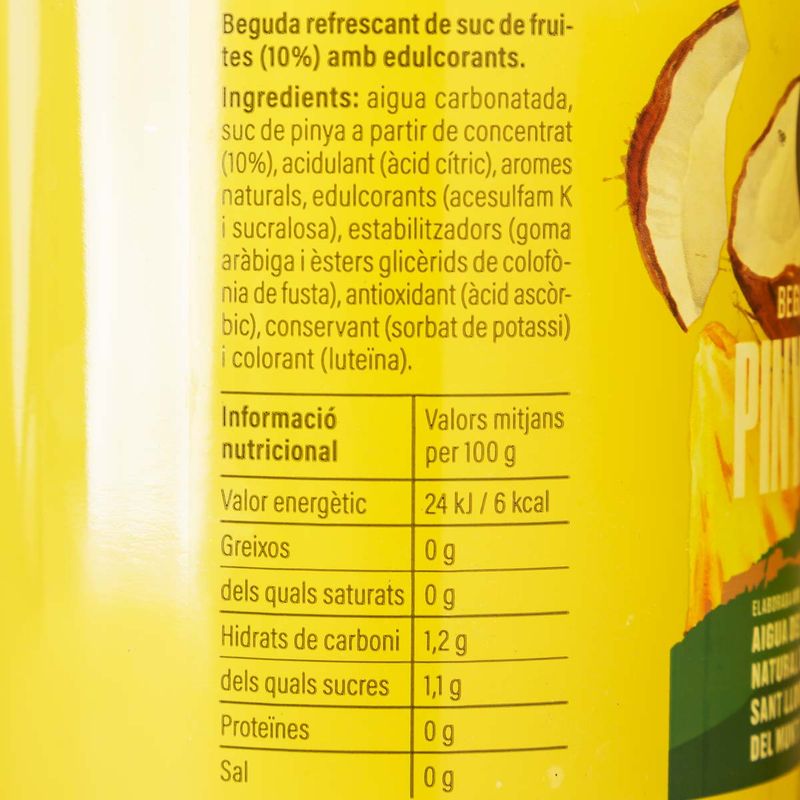 Beguda refrescant de suc de frui-
tes (10%) amb edulcorants.
Ingredients: aigua carbonatada,
suc de pinya a partir de concentrat
(10%), acidulant (àcid cítric), aromes
naturals, edulcorants (acesulfam K
i sucralosa), estabilitzadors (goma
aràbiga i èsters glicèrids de colofò-
nia de fusta), antioxidant (àcid ascòr-
bic), conservant (sorbat de potassi)
i colorant (luteïna).
Informació nutricional Valors mitjans per 100 g
Valor energètic 24 kJ / 6 kcal
Greixos 0 g
dels quals saturats 0 g
Hidrats de carboni 1,2 g
dels quals sucres 1,1 g
Proteïnes 0 g
Sal 0 g
AIGUA
SANT
DEL